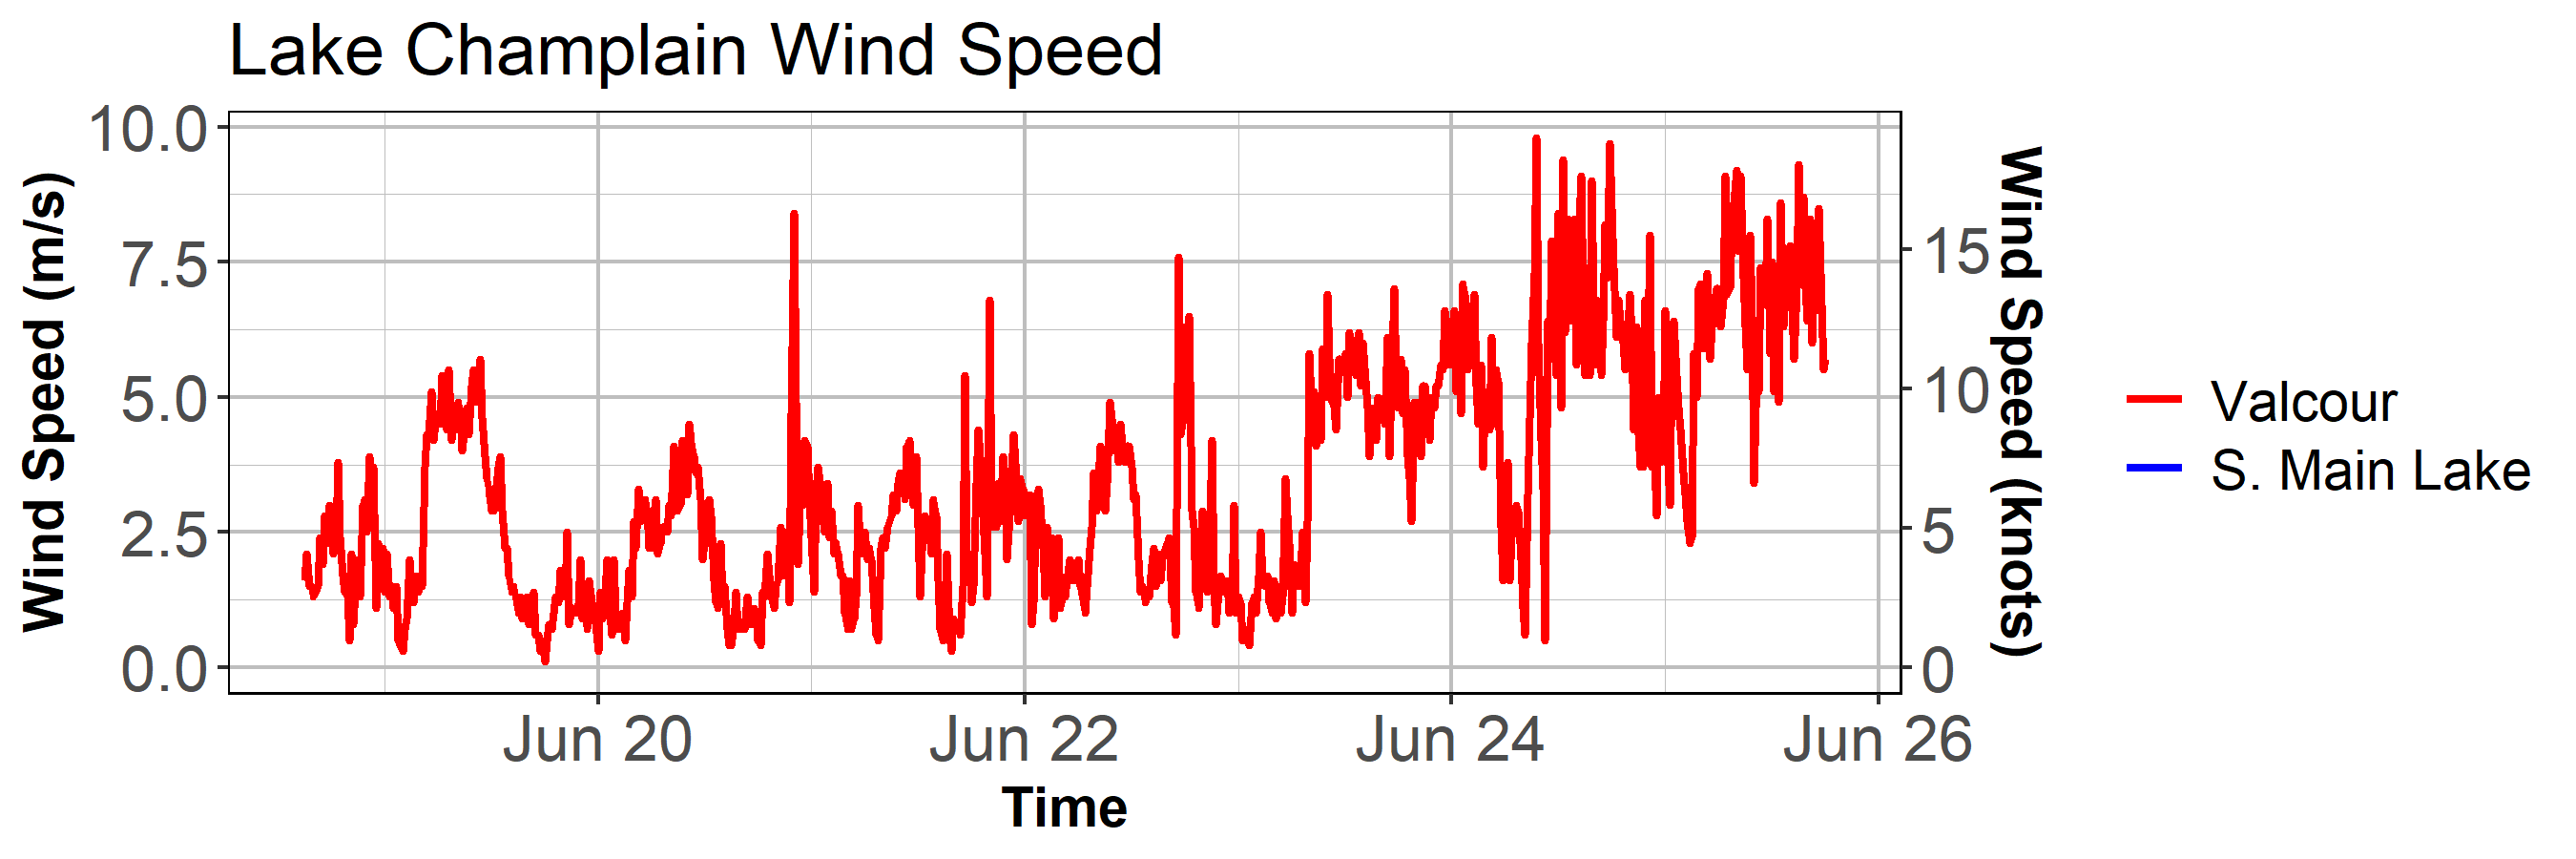 Lake Champlain Wind Speed
Wind Speed (m/s)
10.0
7.5
5.0
2.5
0.0
Jun 20 Jun 22 Jun 24 Jun 26
Time
15
10
5
0
Wind Speed (knots)
Valcour
S. Main Lake